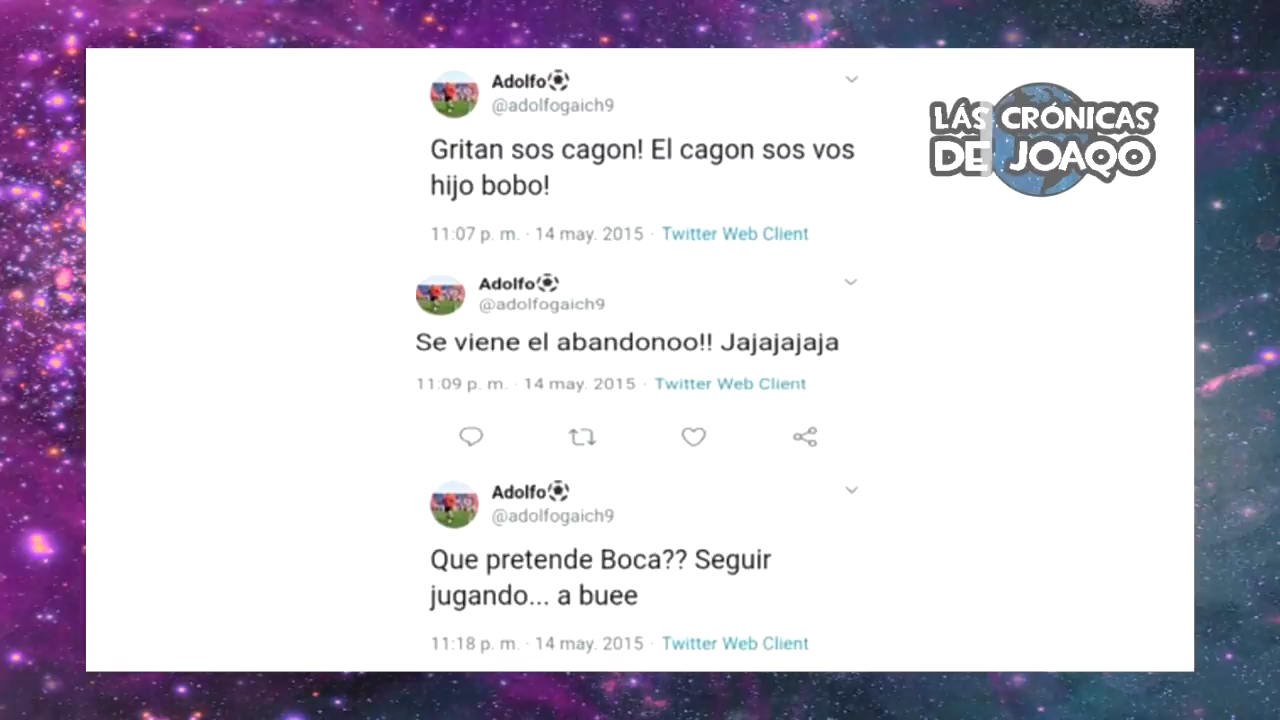 Adolfo⚽
@adolfogaich9
Gritan sos cagon! El cagon sos vos
hijo bobo!
11:07 p. m. · 14 may. 2015 · Twitter Web Client
LÁS CRÓNICAS
DE JOAQO
Adolfo⚽
@adolfogaich9
Se viene el abandonoo!! Jajajajaja
11:09 p. m. · 14 may. 2015 · Twitter Web Client
Adolfo⚽
@adolfogaich9
Que pretende Boca?? Seguir
jugando... a buee
11:18 p. m. · 14 may. 2015 · Twitter Web Client